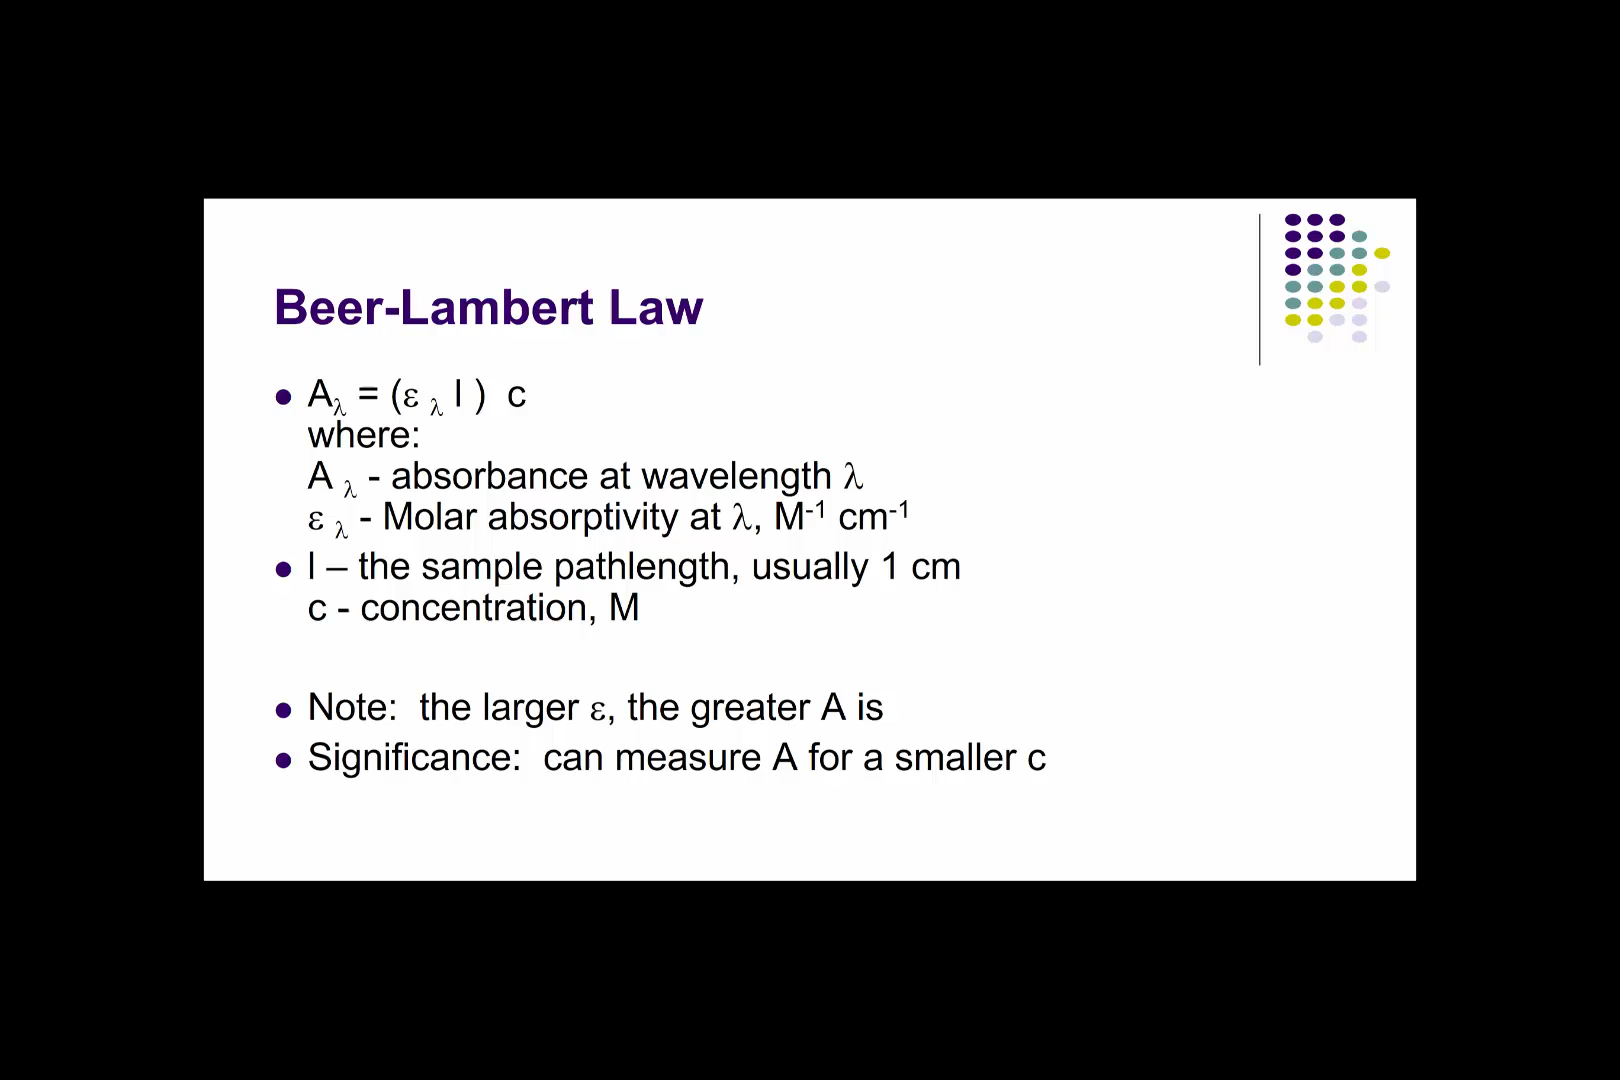 Beer-Lambert Law
● Aλ = (ε λ l ) c
where:
A λ - absorbance at wavelength λ
ε λ - Molar absorptivity at λ, M-1 cm-1
● l – the sample pathlength, usually 1 cm
c - concentration, M
● Note: the larger ε, the greater A is
● Significance: can measure A for a smaller c